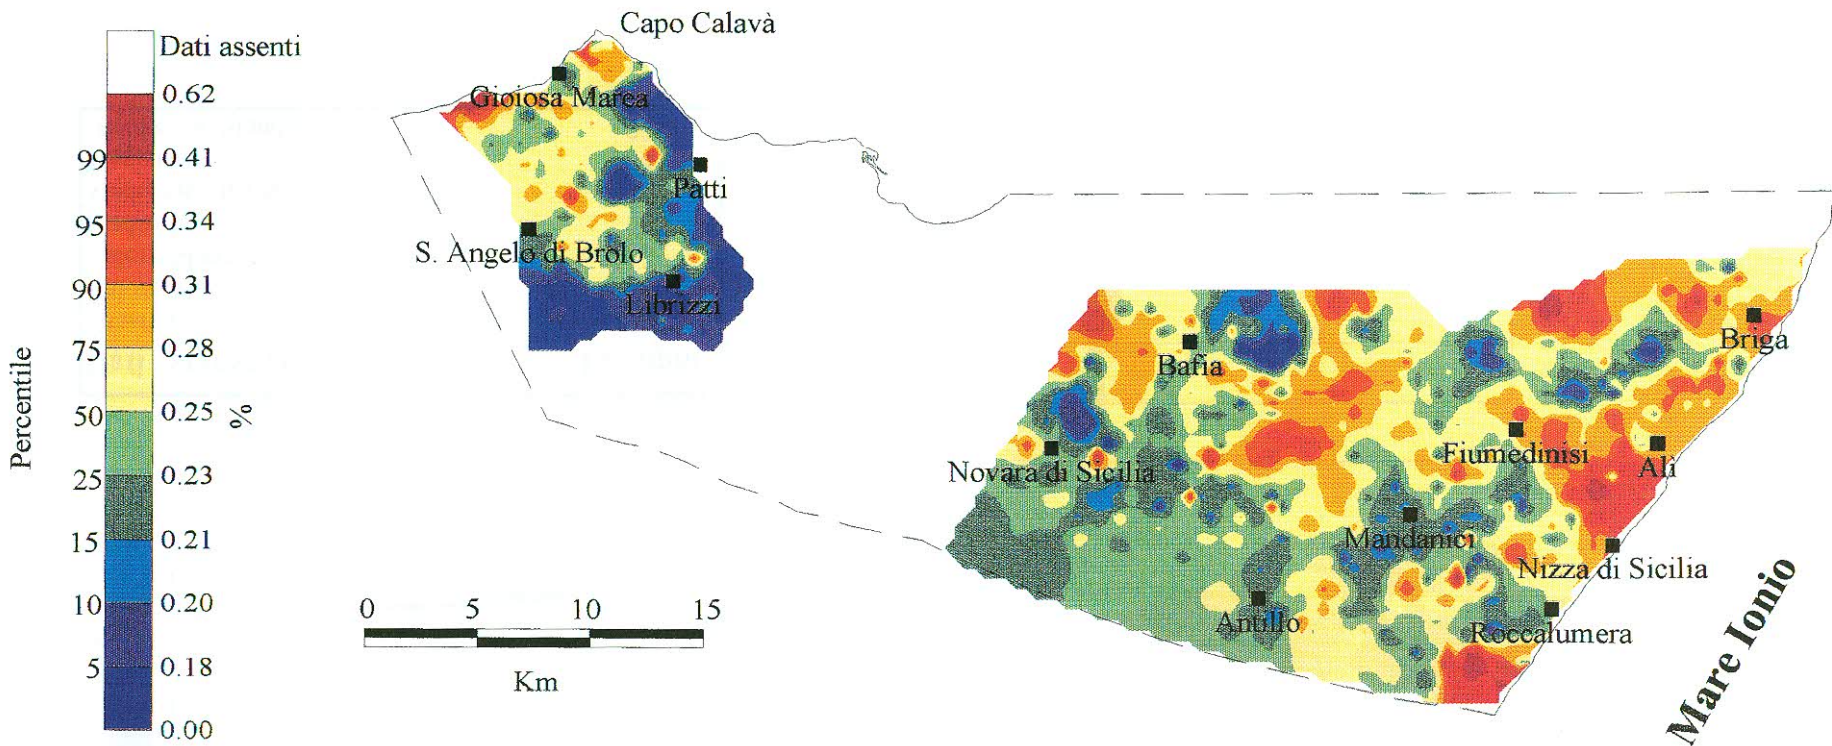 Capo Calavà
Dati assenti
Gioiosa Marea
Patti
S. Angelo di Brolo
Librizzi
0.62
99
0.41
95
0.34
90
0.31
75
0.28
50
0.25
25
0.23
15
0.21
10
0.20
5
0.18
0.00
Percentile
%
Briga
Bafia
Fiumedinisi
Alì
Novara di Sicilia
Mandanici
Nizza di Sicilia
Antillo
Roccalumera
0 5 10 15
Km
Mare Ionio